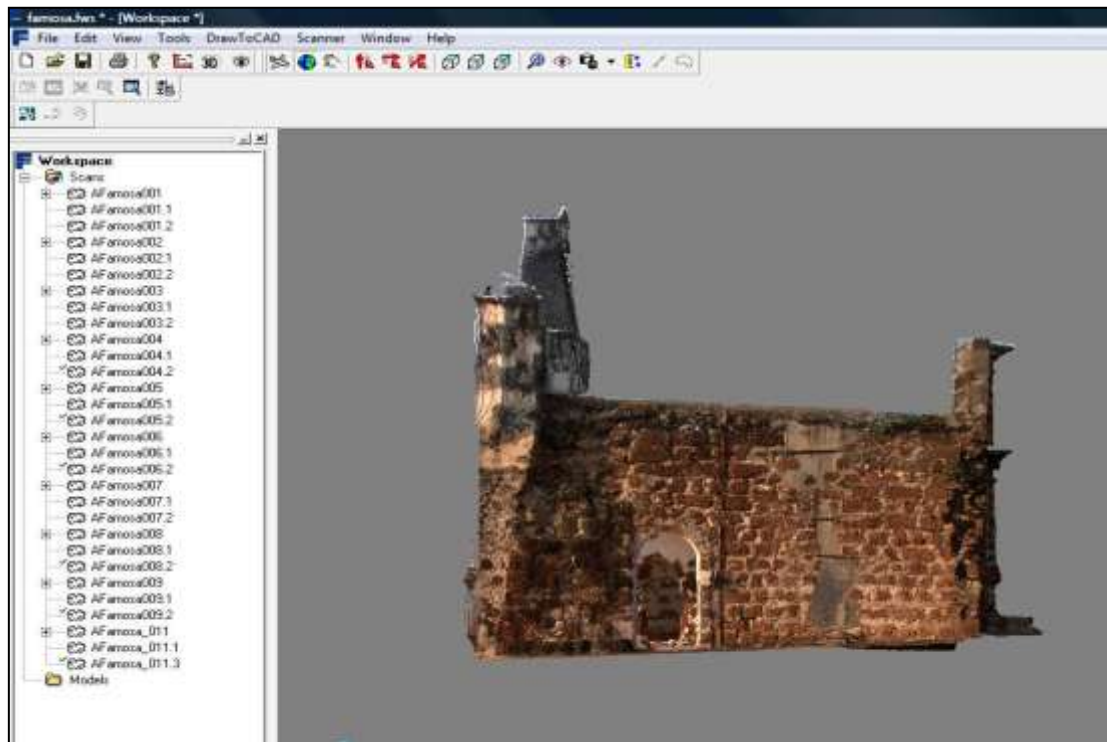 famosa.fws * - [Workspace *]
File Edit View Tools DrawToCAD Scanner Window Help
3D
Workspace
Scans
AFamosa001
AFamosa001.1
AFamosa001.2
AFamosa002
AFamosa002.1
AFamosa002.2
AFamosa003
AFamosa003.1
AFamosa003.2
AFamosa004
AFamosa004.1
AFamosa004.2
AFamosa005
AFamosa005.1
AFamosa005.2
AFamosa006
AFamosa006.1
AFamosa006.2
AFamosa007
AFamosa007.1
AFamosa007.2
AFamosa008
AFamosa008.1
AFamosa008.2
AFamosa009
AFamosa009.1
AFamosa009.2
AFamosa_011
AFamosa_011.1
AFamosa_011.3
Models